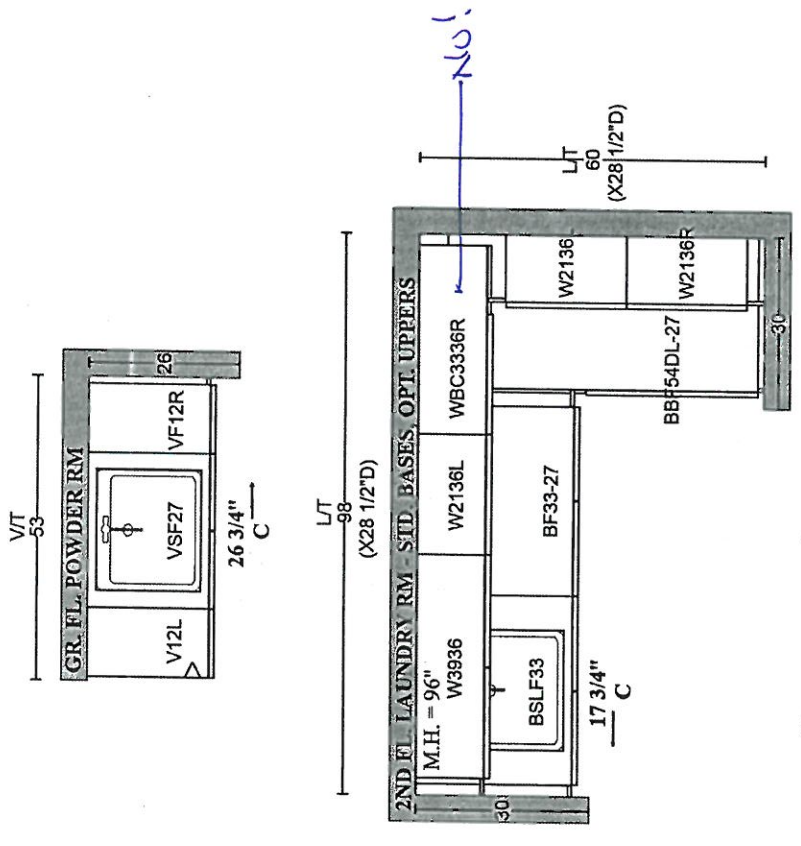 V/T
53
GR. FL. POWDER RM
26
V12L
VSF27
VF12R
26 3/4"
C
L/T
98
(X28 1/2"D)
2ND FL. LAUNDRY RM - STD. BASES, OPT. UPPERS
M.H. = 96"
W3936
W2136L
WBC3336R
No!
L/T
60
(X28 1/2"D)
W2136
W2136R
BSLF33
BF33-27
BBF54DL-27
30
30
17 3/4"
C